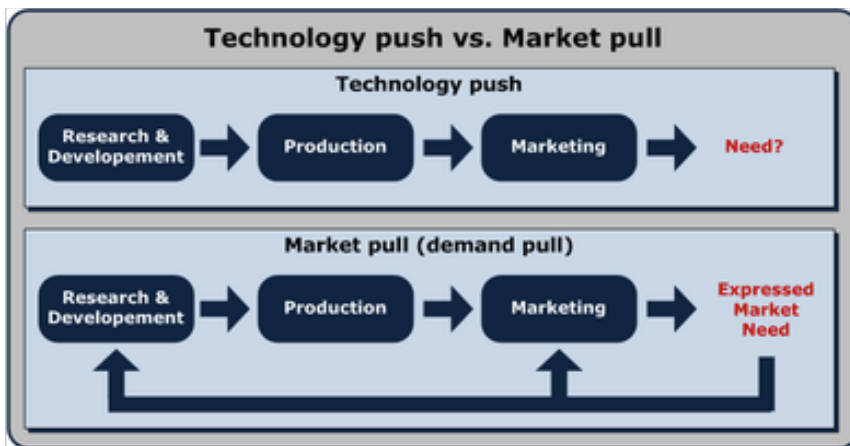 Technology push vs. Market pull
Technology push
Research &
Developement
Production
Marketing
Need?
Market pull (demand pull)
Research &
Developement
Production
Marketing
Expressed
Market
Need